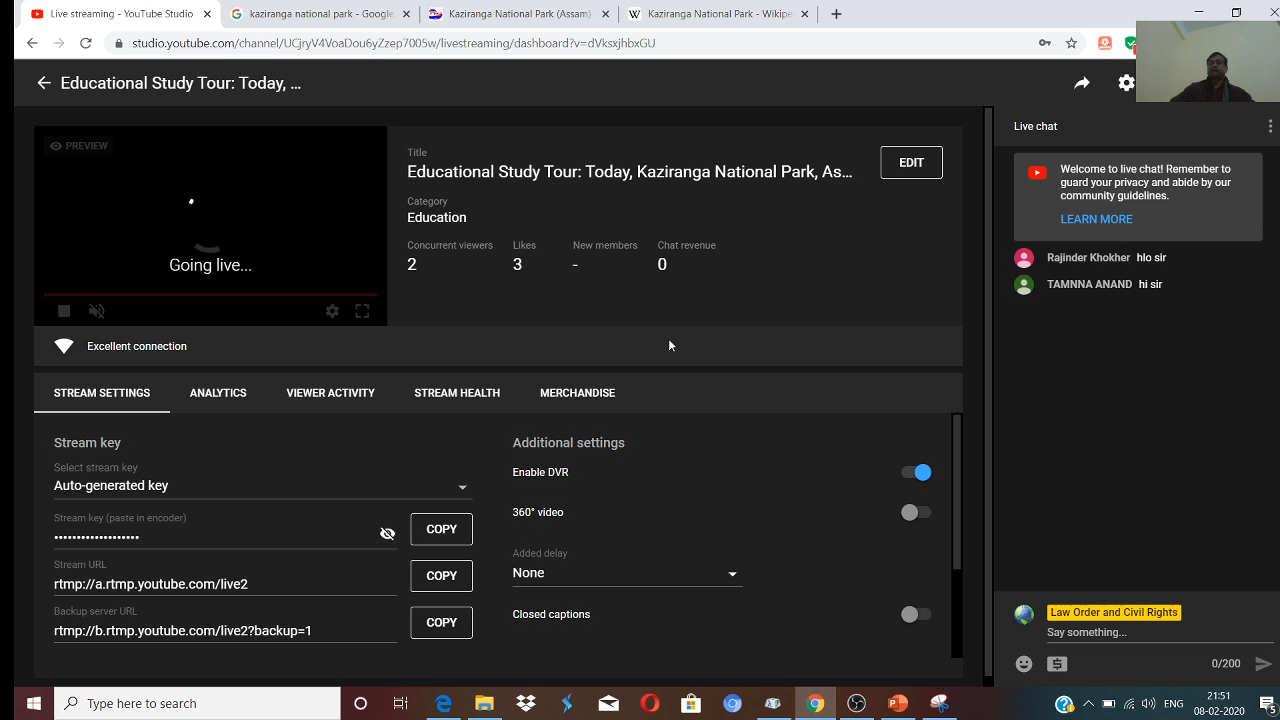 Live streaming - YouTube Studio
kaziranga national park - Google
Kaziranga National Park (Assam)
Kaziranga National Park - Wikipe
studio.youtube.com/channel/UCjryV4VoaDou6yZzep7005w/livestreaming/dashboard?v=dVksxjhbxGU
Educational Study Tour: Today, ...
PREVIEW
Going live...
Title
Educational Study Tour: Today, Kaziranga National Park, As...
EDIT
Category
Education
Concurrent viewers
2
Likes
3
New members
-
Chat revenue
0
Excellent connection
STREAM SETTINGS
ANALYTICS
VIEWER ACTIVITY
STREAM HEALTH
MERCHANDISE
Stream key
Select stream key
Auto-generated key
Stream key (paste in encoder)
•••••••••••••••••••
COPY
Stream URL
rtmp://a.rtmp.youtube.com/live2
COPY
Backup server URL
rtmp://b.rtmp.youtube.com/live2?backup=1
COPY
Additional settings
Enable DVR
360° video
Added delay
None
Closed captions
Live chat
Welcome to live chat! Remember to
guard your privacy and abide by our
community guidelines.
LEARN MORE
Rajinder Khokher hlo sir
TAMNNA ANAND hi sir
Law Order and Civil Rights
Say something...
0/200
Type here to search
ENG
21:51
08-02-2020